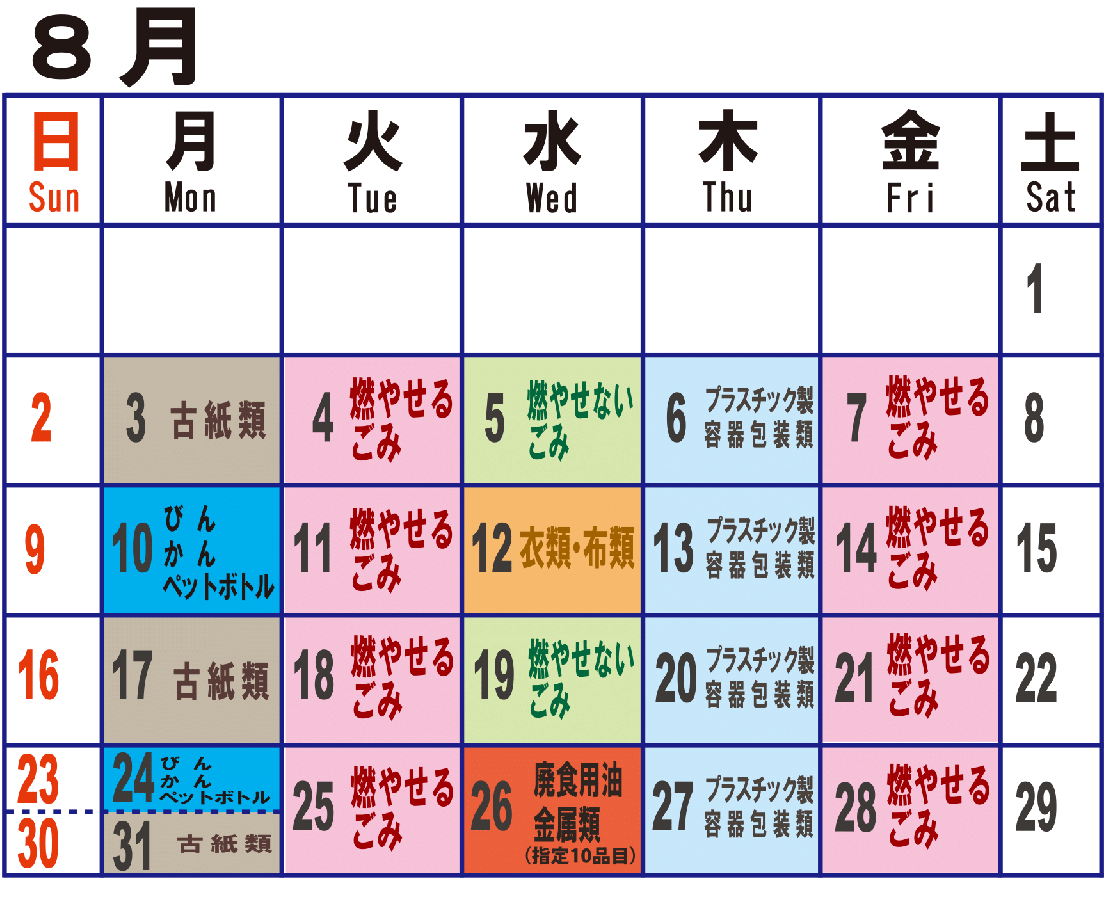 8月
日 月 火 水 木 金 土
Sun Mon Tue Wed Thu Fri Sat
1
2
3 古紙類
4 燃やせる
ごみ
5 燃やせない
ごみ
6 プラスチック製
容器包装類
7 燃やせる
ごみ
8
9
10 びん
かん
ペットボトル
11 燃やせる
ごみ
12 衣類・布類
13 プラスチック製
容器包装類
14 燃やせる
ごみ
15
16
17 古紙類
18 燃やせる
ごみ
19 燃やせない
ごみ
20 プラスチック製
容器包装類
21 燃やせる
ごみ
22
23
30
24 びん
かん
ペットボトル
31 古紙類
25 燃やせる
ごみ
26 廃食用油
金属類
(指定10品目)
27 プラスチック製
容器包装類
28 燃やせる
ごみ
29